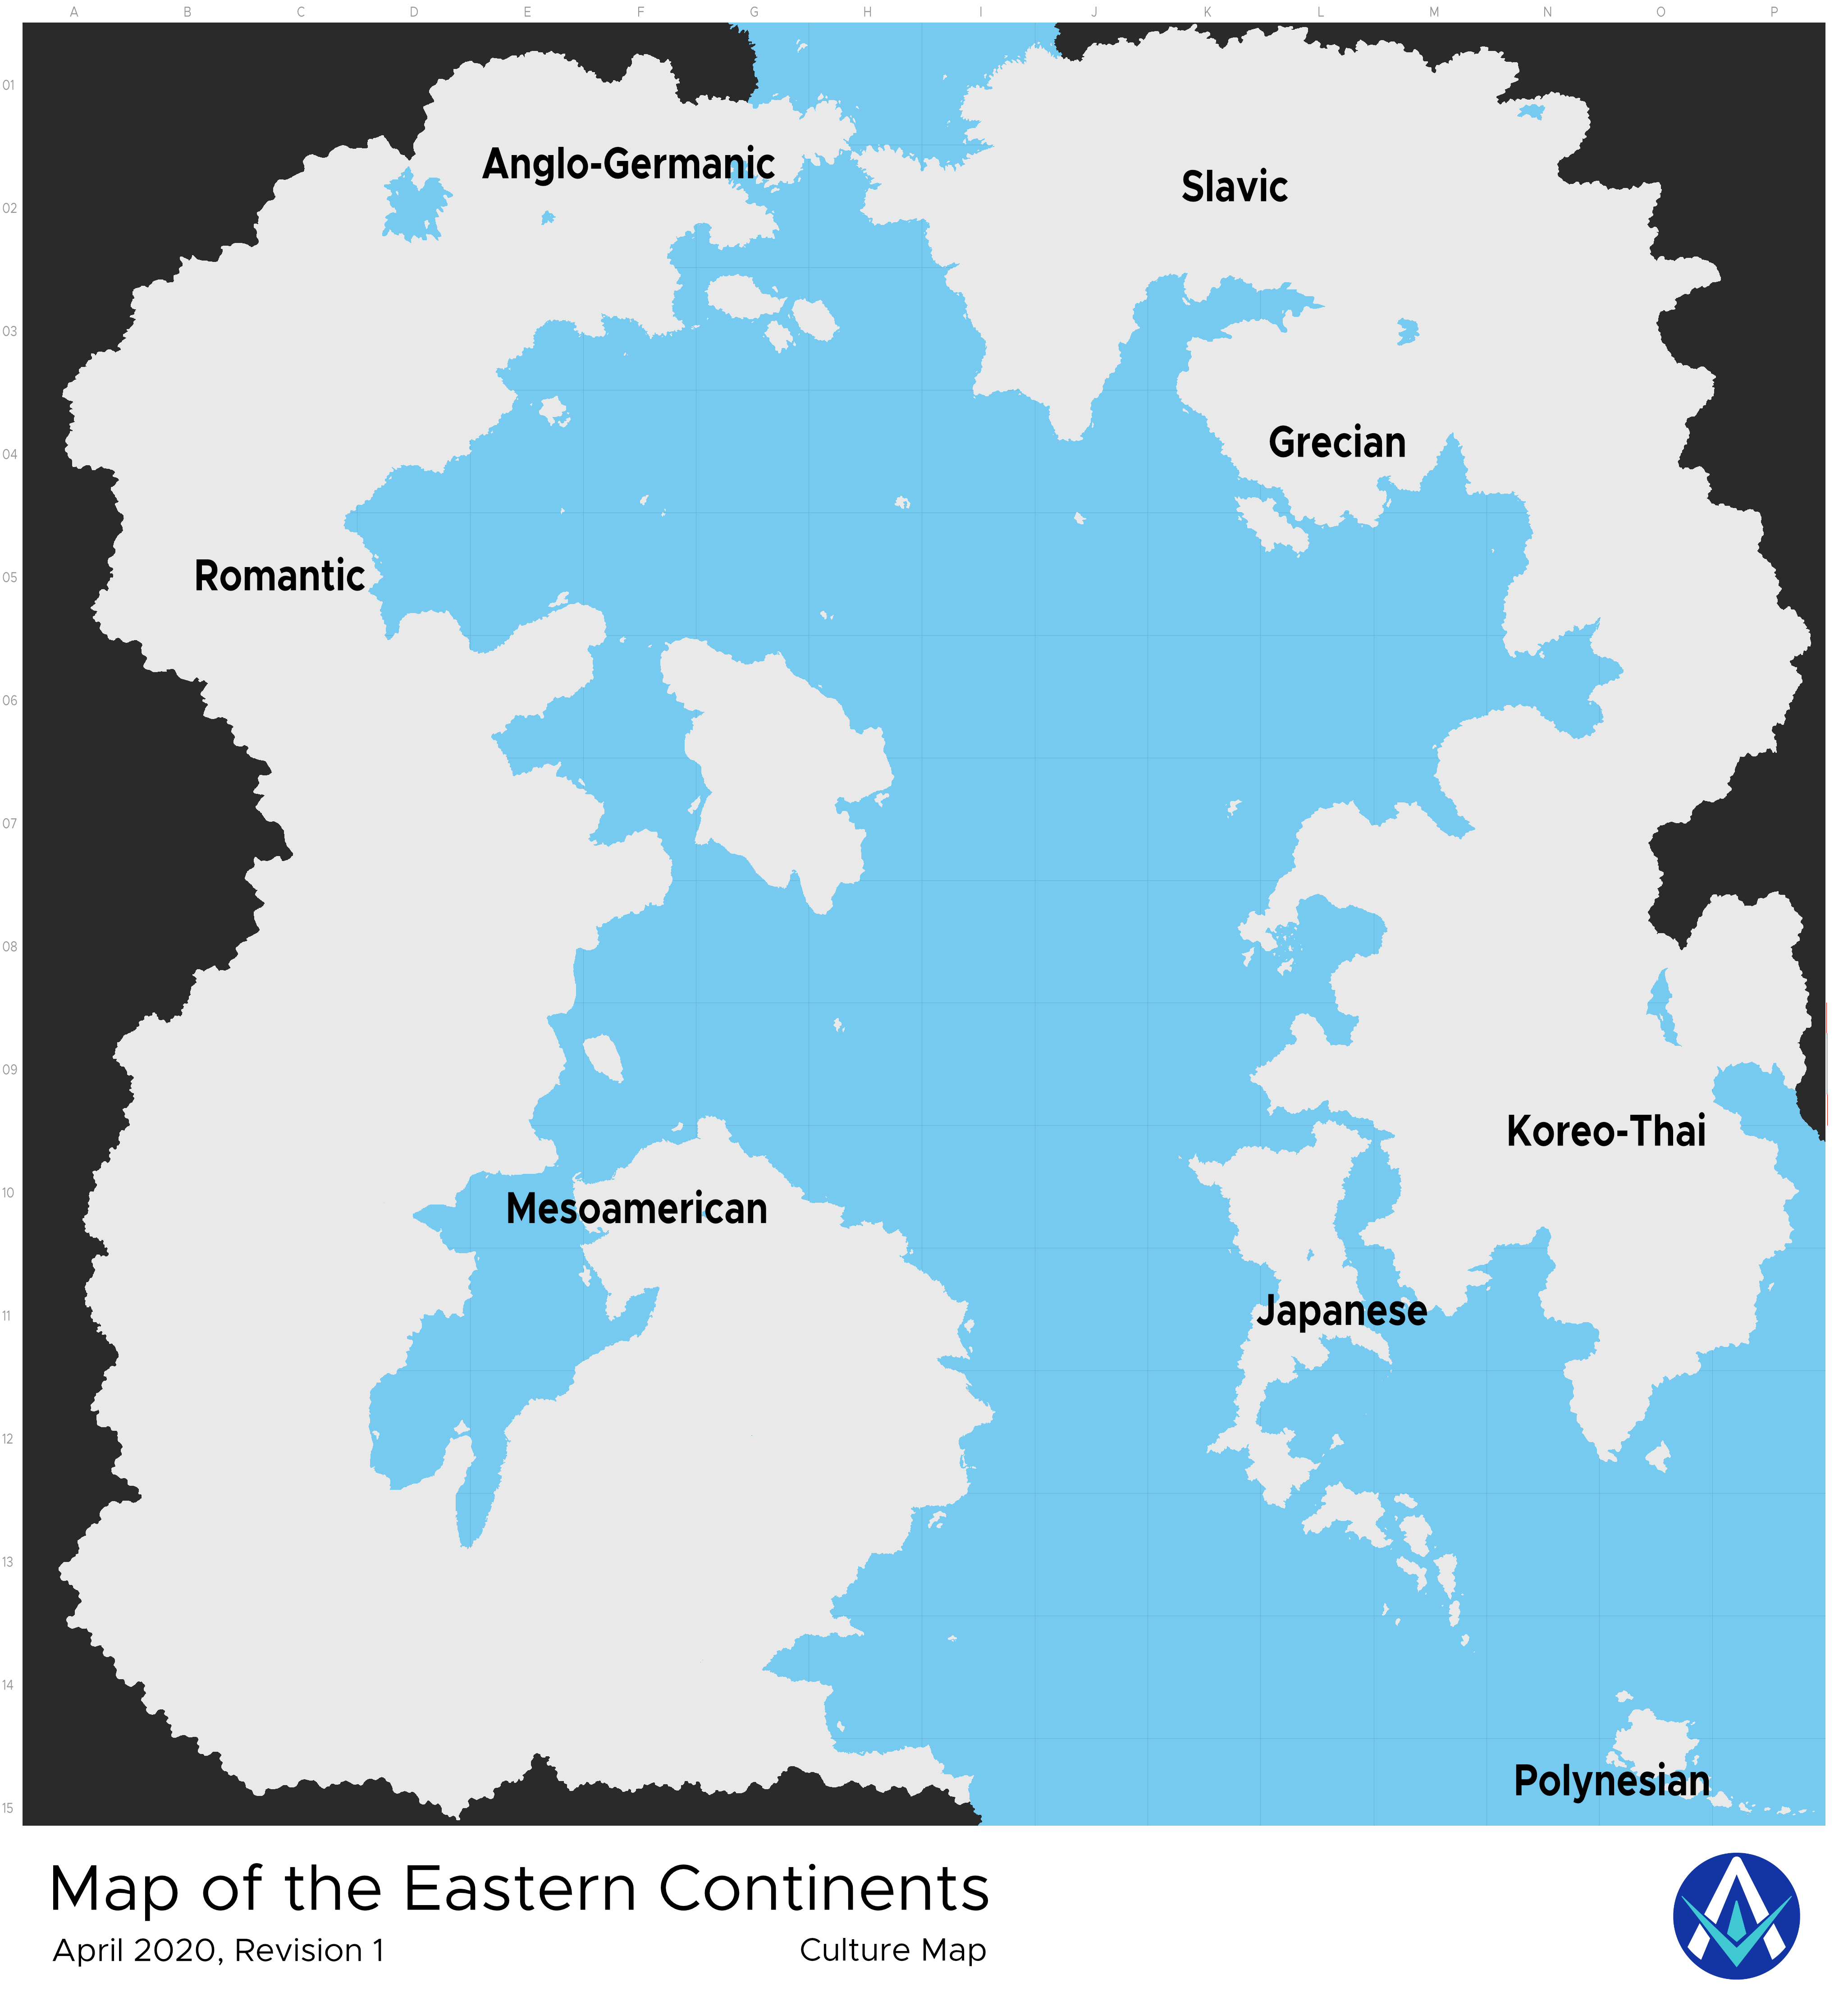 A B C D E F G H I J K L M N O P
01
Anglo-Germanic
Slavic
02
03
Grecian
04
Romantic
05
06
07
08
09
Koreo-Thai
10
Mesoamerican
Japanese
11
12
13
14
Polynesian
15
Map of the Eastern Continents
April 2020, Revision 1
Culture Map